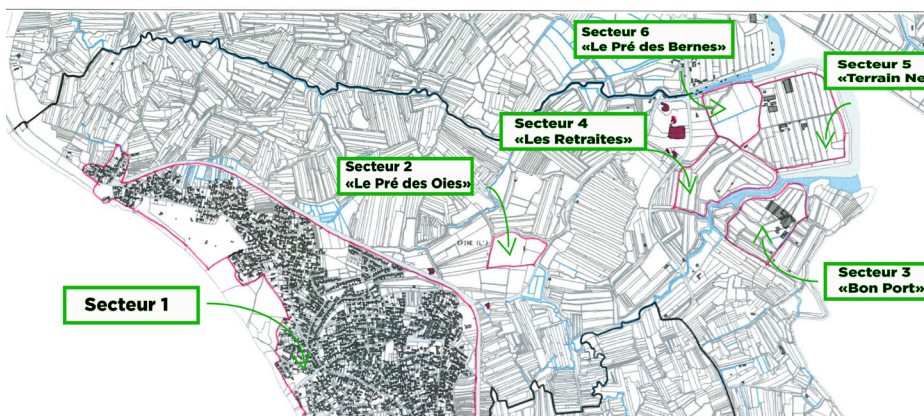 Secteur 6
«Le Pré des Bernes»
Secteur 5
«Terrain Ne
Secteur 4
«Les Retraites»
Secteur 2
«Le Pré des Oies»
EPINE (L')
Secteur 3
«Bon Port»
Secteur 1